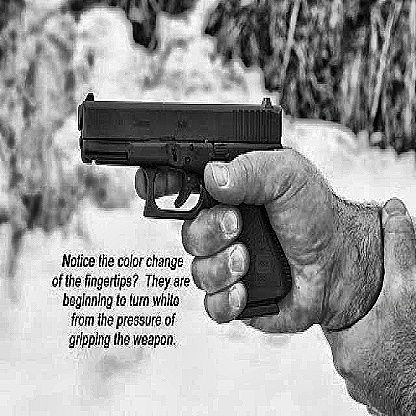 Notice the color change
of the fingertips? They are
beginning to turn white
from the pressure of
gripping the weapon.